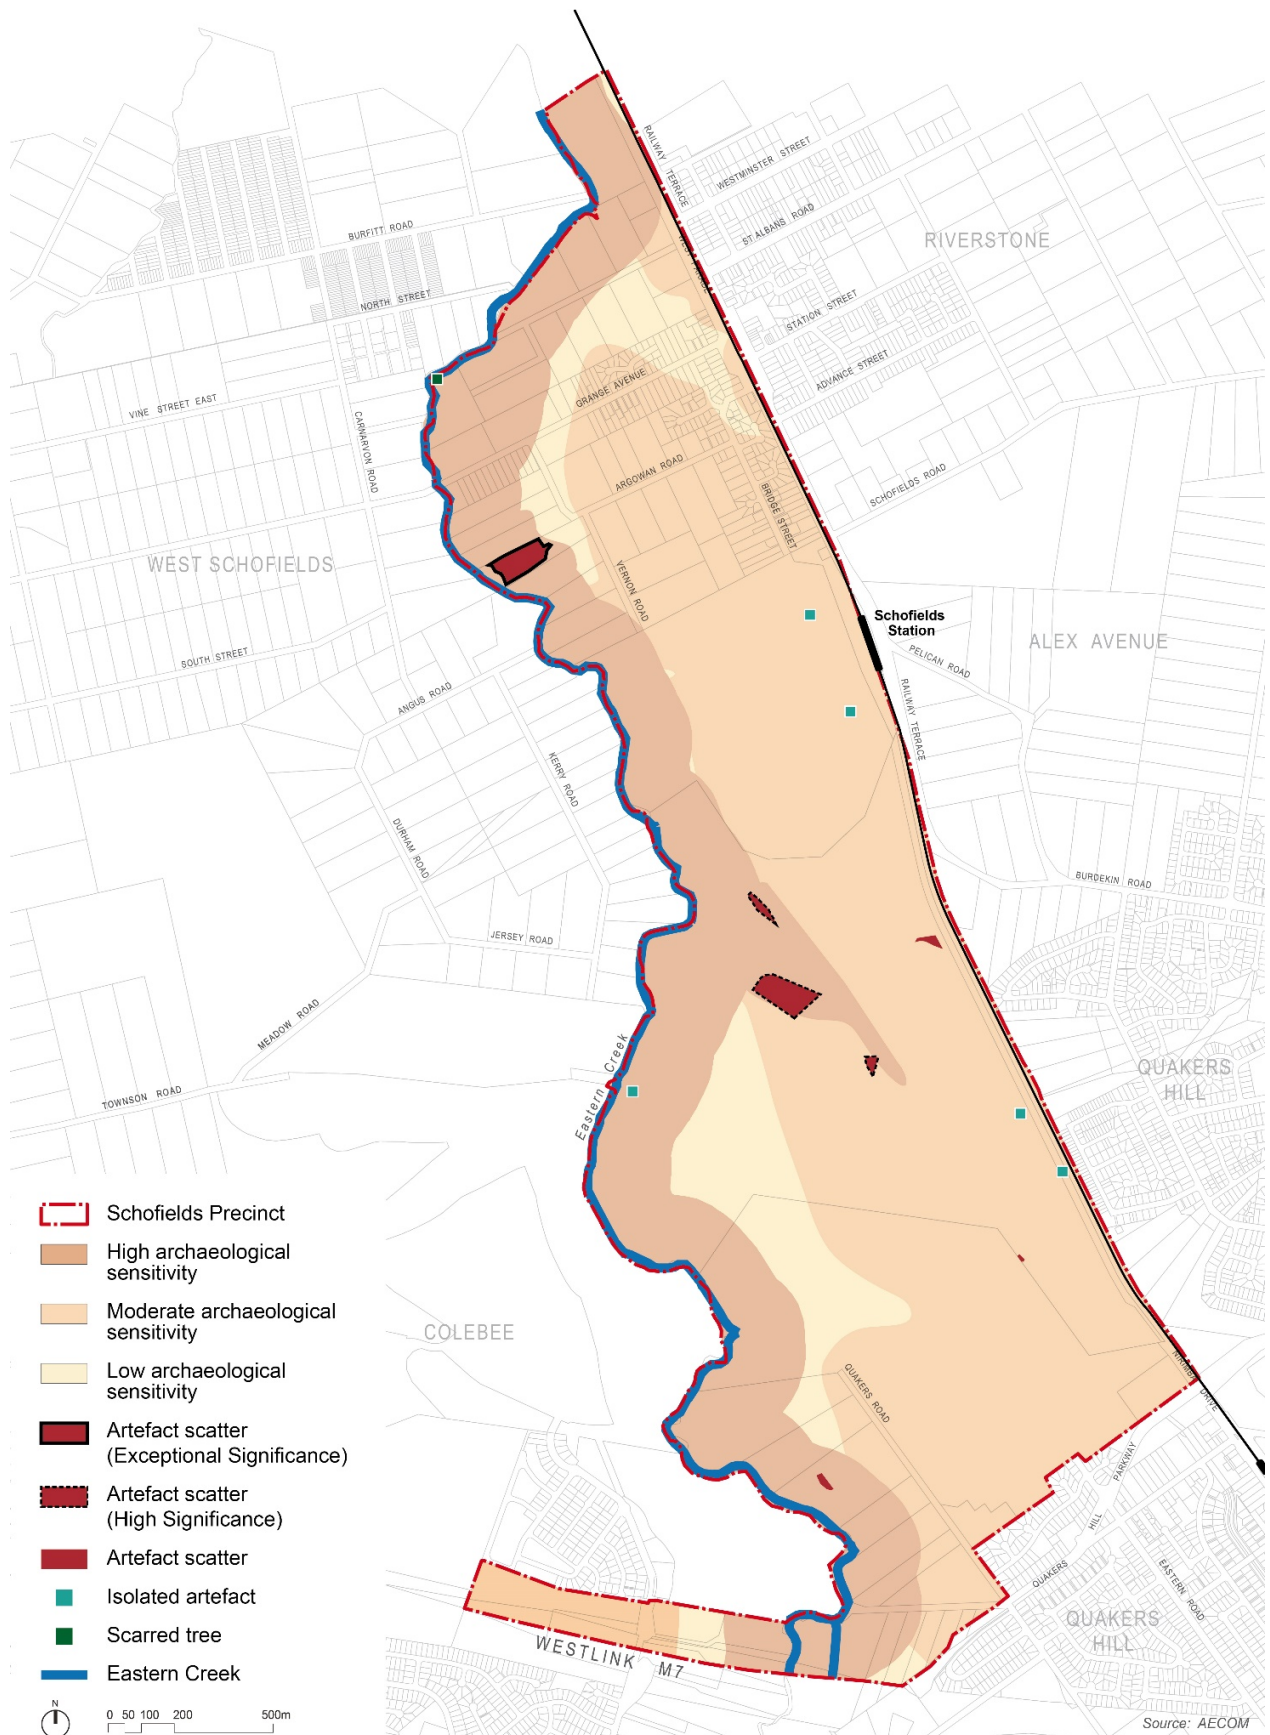 RAILWAY TERRACE
WESTMINSTER STREET
ST ALBANS ROAD
RIVERSTONE
BURFITT ROAD
NORTH STREET
STATION STREET
ADVANCE STREET
GRANGE AVENUE
VINE STREET EAST
CARNARVON ROAD
ARGOWAN ROAD
BRIDGE STREET
SCHOFIELDS ROAD
WEST SCHOFIELDS
VERNON ROAD
Schofields
Station
ALEX AVENUE
PELICAN ROAD
SOUTH STREET
ANGUS ROAD
RAILWAY TERRACE
KERRY ROAD
DURHAM ROAD
BURDEKIN ROAD
JERSEY ROAD
MEADOW ROAD
Eastern Creek
TOWNSON ROAD
QUAKERS
HILL
COLEBEE
QUAKERS ROAD
NIRIMBA DRIVE
QUAKERS HILL PARKWAY
EASTERN ROAD
QUAKERS
HILL
WESTLINK M7
Schofields Precinct
High archaeological
sensitivity
Moderate archaeological
sensitivity
Low archaeological
sensitivity
Artefact scatter
(Exceptional Significance)
Artefact scatter
(High Significance)
Artefact scatter
Isolated artefact
Scarred tree
Eastern Creek
N
0 50 100 200 500m
Source: AECOM